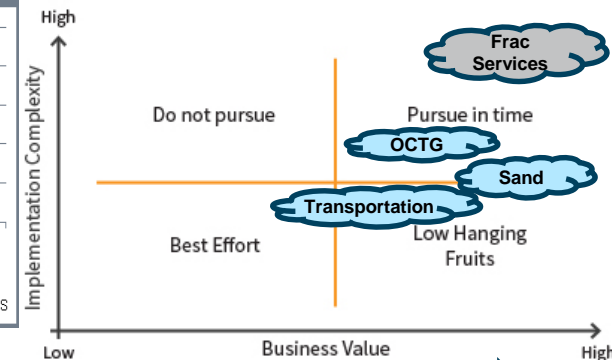 High
Frac
Services
Do not pursue
Pursue in time
OCTG
Sand
Implementation Complexity
Transportation
Best Effort
Low Hanging
Fruits
S
Low
Business Value
High